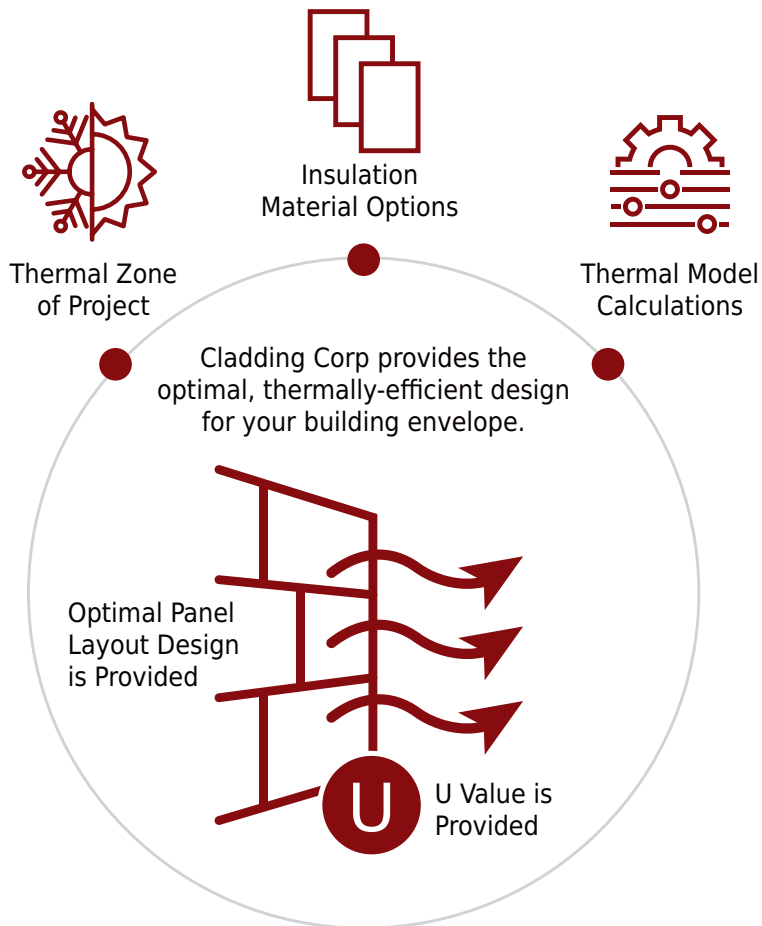 Insulation
Material Options
Thermal Zone
of Project
Thermal Model
Calculations
Cladding Corp provides the
optimal, thermally-efficient design
for your building envelope.
Optimal Panel
Layout Design
is Provided
U
U Value is
Provided